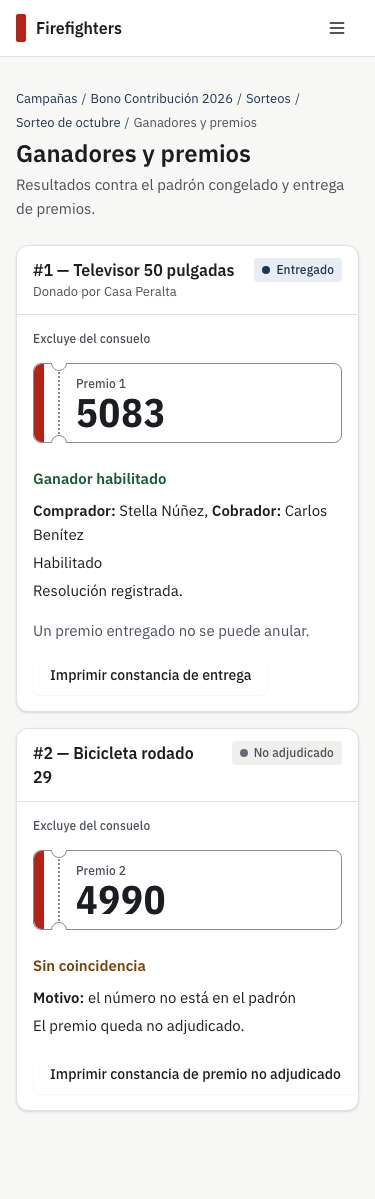 Firefighters
Campañas / Bono Contribución 2026 / Sorteos /
Sorteo de octubre / Ganadores y premios
Ganadores y premios
Resultados contra el padrón congelado y entrega
de premios.
#1 — Televisor 50 pulgadas
Entregado
Donado por Casa Peralta
Excluye del consuelo
Premio 1
5083
Ganador habilitado
Comprador: Stella Núñez, Cobrador: Carlos
Benítez
Habilitado
Resolución registrada.
Un premio entregado no se puede anular.
Imprimir constancia de entrega
#2 — Bicicleta rodado
29
No adjudicado
Excluye del consuelo
Premio 2
4990
Sin coincidencia
Motivo: el número no está en el padrón
El premio queda no adjudicado.
Imprimir constancia de premio no adjudicado